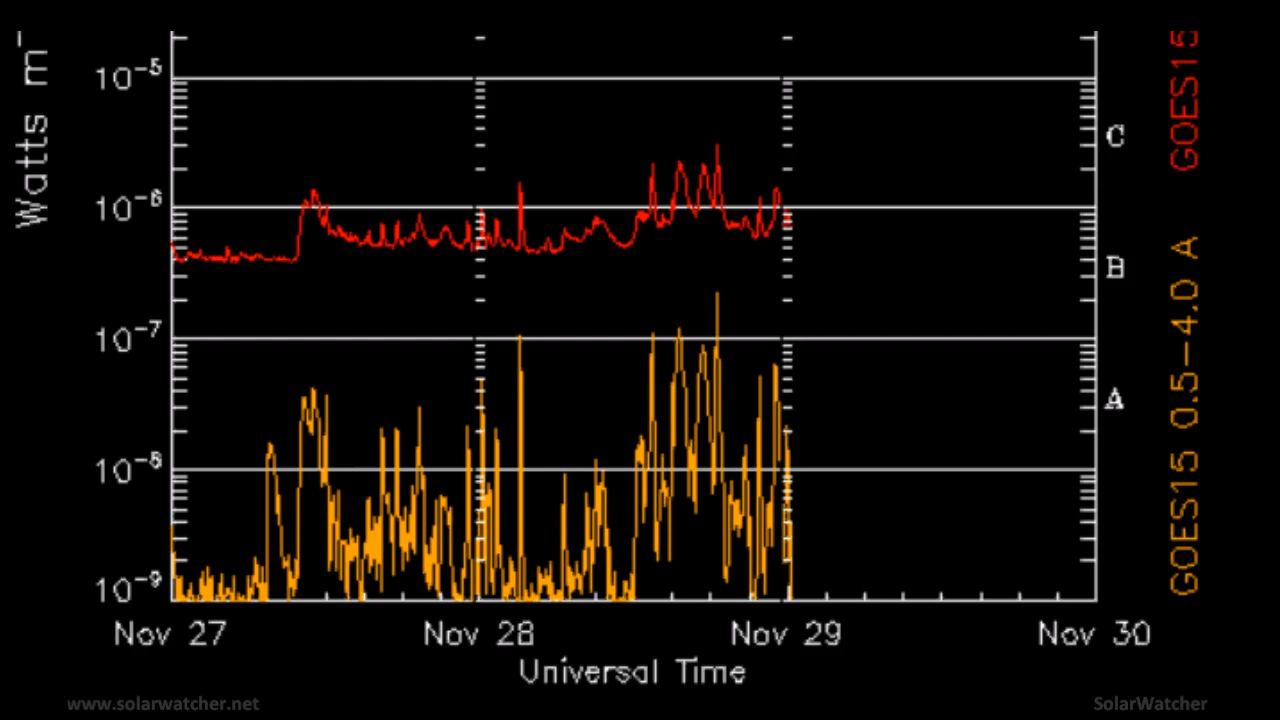 Watts m⁻
10⁻⁵
10⁻⁶
10⁻⁷
10⁻⁸
10⁻⁹
C
B
A
GOES15
GOES15 0.5-4.0 A
Nov 27 Nov 28 Nov 29 Nov 30
Universal Time
www.solarwatcher.net
SolarWatcher